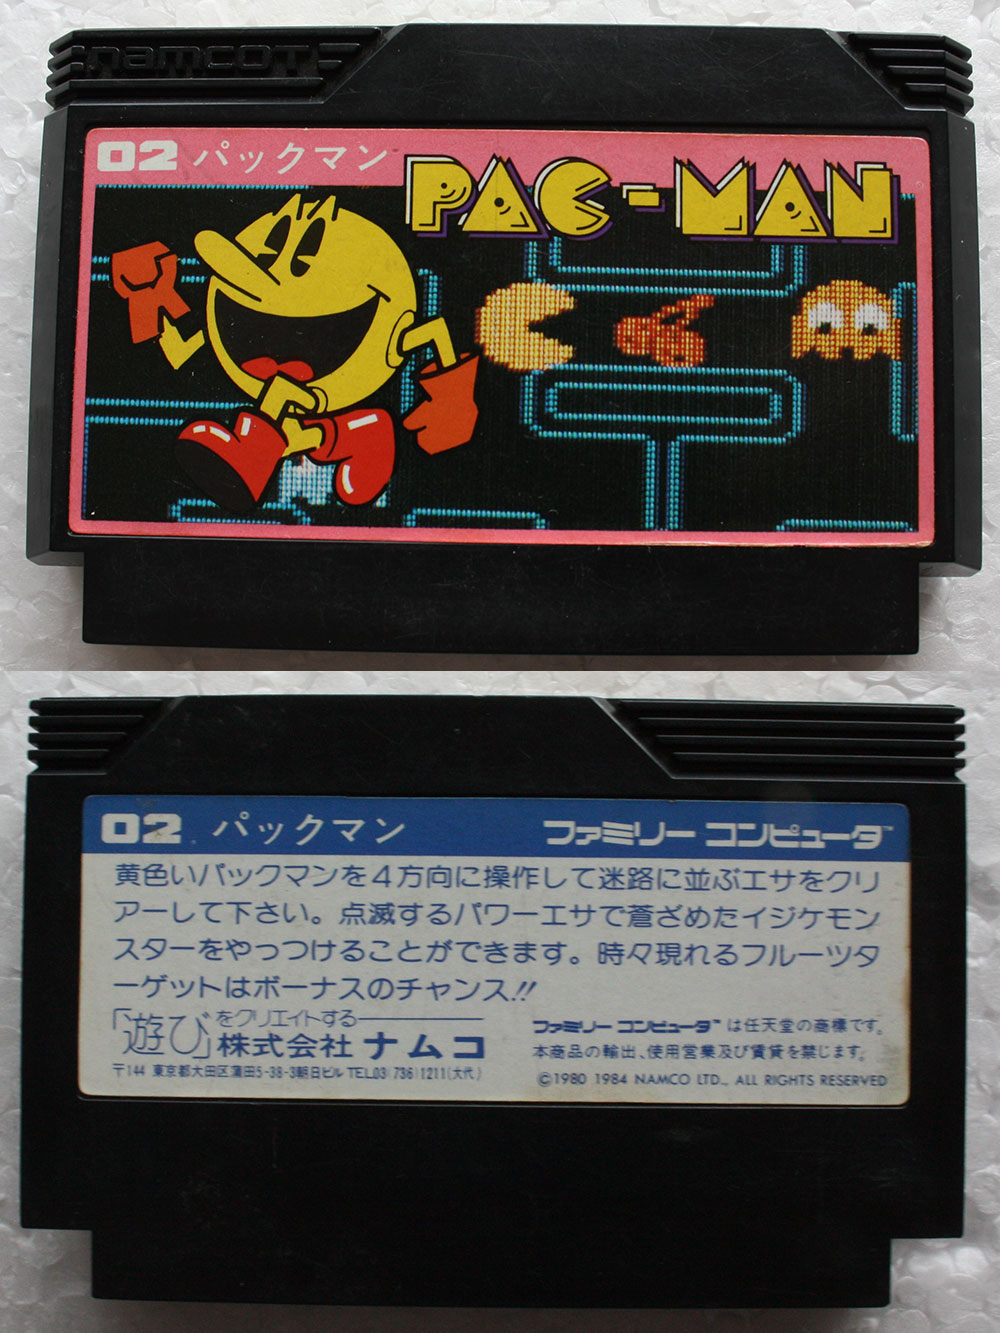 namcot
02 パックマン
PAC-MAN
02 パックマン ファミリー コンピュータ™
黄色いパックマンを4方向に操作して迷路に並ぶエサをクリ
アーして下さい。点滅するパワーエサで蒼ざめたイジケモン
スターをやっつけることができます。時々現れるフルーツタ
ーゲットはボーナスのチャンス!!
「遊び」をクリエイトする
株式会社 ナムコ
〒144 東京都大田区蒲田5-38-3朝日ビル TEL.03(736)1211(大代)
ファミリー コンピュータ™は任天堂の商標です。
本商品の輸出、使用営業及び賃貸を禁じます。
©1980 1984 NAMCO LTD., ALL RIGHTS RESERVED